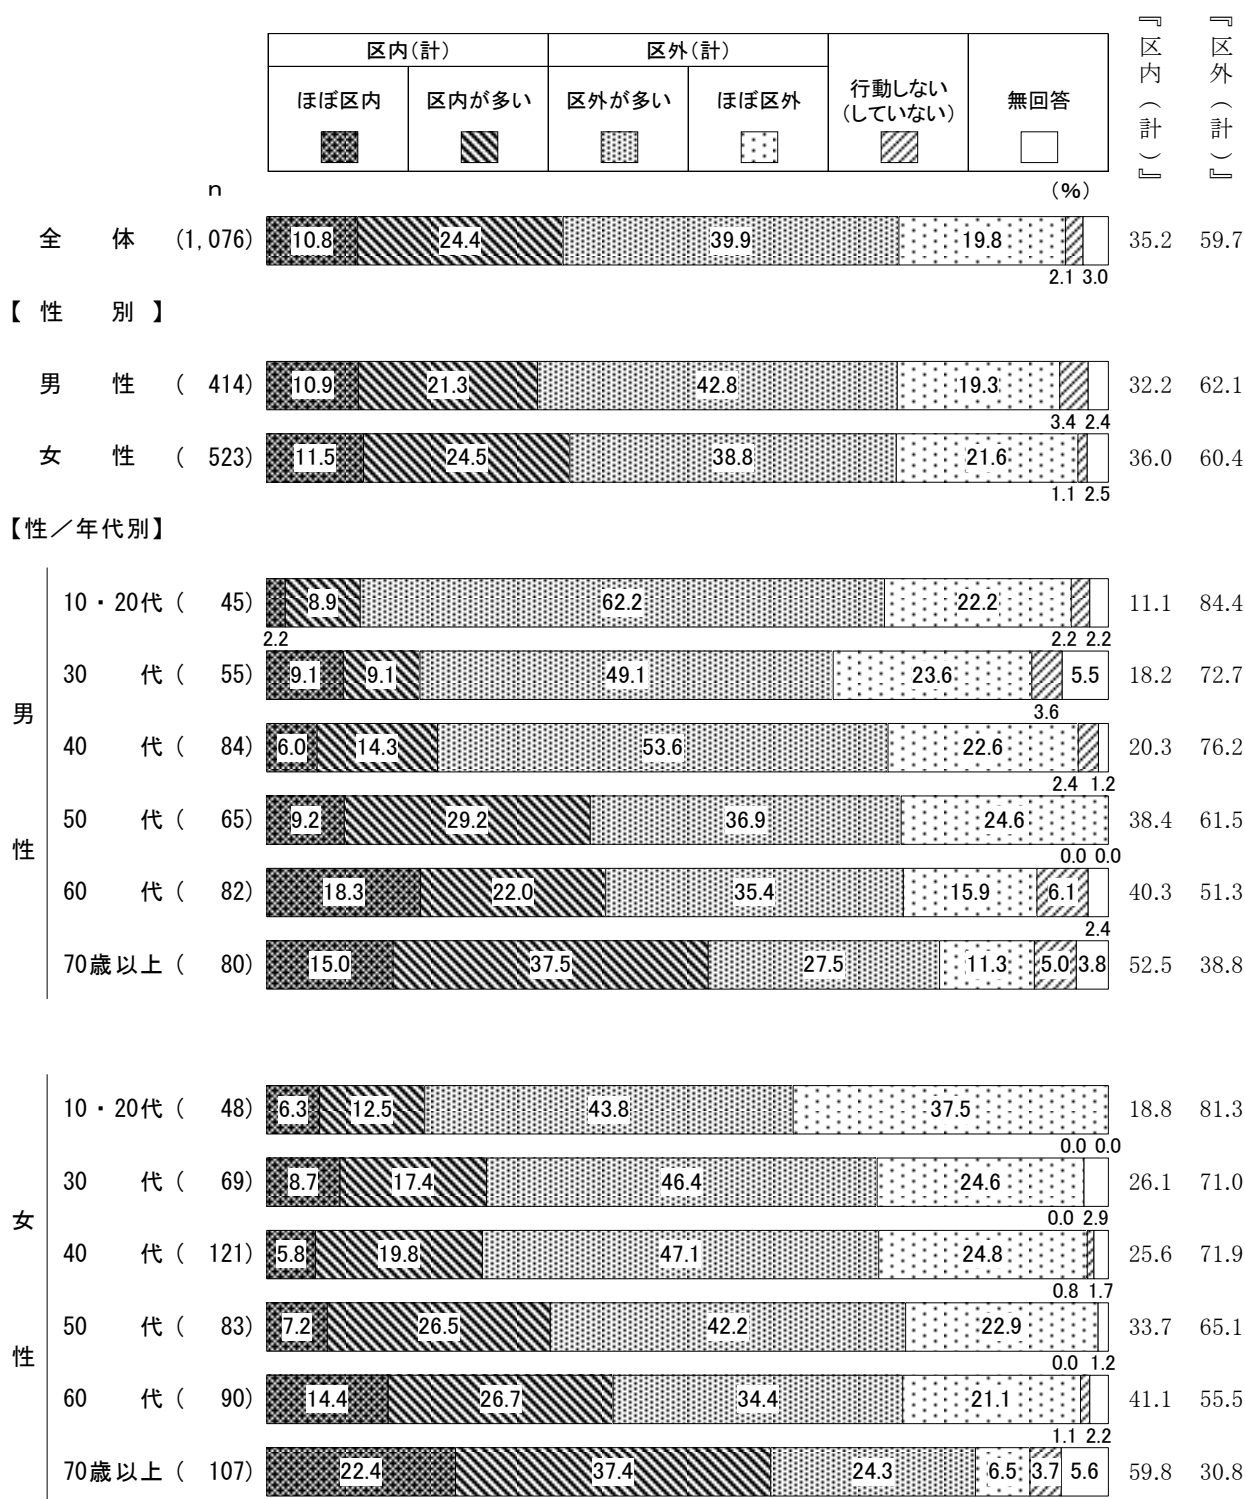 区内(計) 区外(計) 行動しない(していない) 無回答 『区内(計)』 『区外(計)』
ほぼ区内 区内が多い 区外が多い ほぼ区外
n (%)
全 体 (1,076) 10.8 24.4 39.9 19.8 35.2 59.7
2.1 3.0
【 性 別 】
男 性 ( 414) 10.9 21.3 42.8 19.3 32.2 62.1
3.4 2.4
女 性 ( 523) 11.5 24.5 38.8 21.6 36.0 60.4
1.1 2.5
【性/年代別】
男性
10・20代 ( 45) 8.9 62.2 22.2 11.1 84.4
2.2 2.2 2.2
30 代 ( 55) 9.1 9.1 49.1 23.6 5.5 18.2 72.7
3.6
40 代 ( 84) 6.0 14.3 53.6 22.6 20.3 76.2
2.4 1.2
50 代 ( 65) 9.2 29.2 36.9 24.6 38.4 61.5
0.0 0.0
60 代 ( 82) 18.3 22.0 35.4 15.9 6.1 40.3 51.3
2.4
70歳以上 ( 80) 15.0 37.5 27.5 11.3 5.0 3.8 52.5 38.8
女性
10・20代 ( 48) 6.3 12.5 43.8 37.5 18.8 81.3
0.0 0.0
30 代 ( 69) 8.7 17.4 46.4 24.6 26.1 71.0
0.0 2.9
40 代 ( 121) 5.8 19.8 47.1 24.8 25.6 71.9
0.8 1.7
50 代 ( 83) 7.2 26.5 42.2 22.9 33.7 65.1
0.0 1.2
60 代 ( 90) 14.4 26.7 34.4 21.1 41.1 55.5
1.1 2.2
70歳以上 ( 107) 22.4 37.4 24.3 6.5 3.7 5.6 59.8 30.8